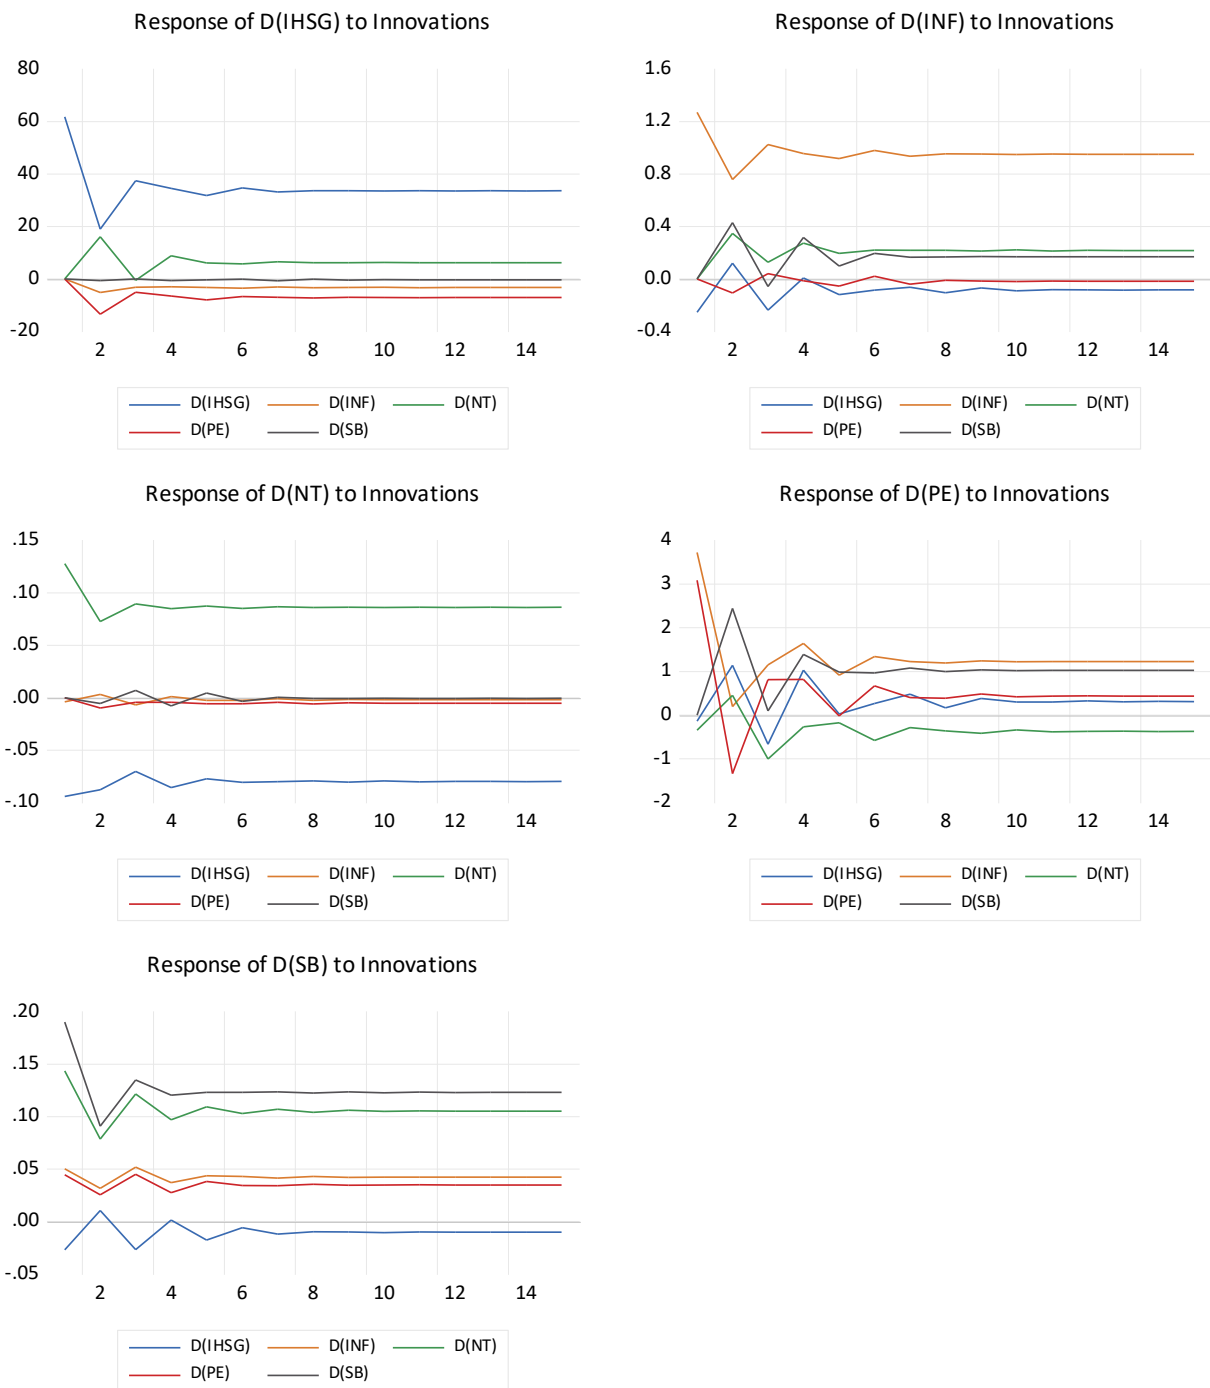 Response of D(IHSG) to Innovations
80
60
40
20
0
-20
2 4 6 8 10 12 14
D(IHSG) D(INF) D(NT)
D(PE) D(SB)
Response of D(INF) to Innovations
1.6
1.2
0.8
0.4
0.0
-0.4
2 4 6 8 10 12 14
D(IHSG) D(INF) D(NT)
D(PE) D(SB)
Response of D(NT) to Innovations
.15
.10
.05
.00
-.05
-.10
2 4 6 8 10 12 14
D(IHSG) D(INF) D(NT)
D(PE) D(SB)
Response of D(PE) to Innovations
4
3
2
1
0
-1
-2
2 4 6 8 10 12 14
D(IHSG) D(INF) D(NT)
D(PE) D(SB)
Response of D(SB) to Innovations
.20
.15
.10
.05
.00
-.05
2 4 6 8 10 12 14
D(IHSG) D(INF) D(NT)
D(PE) D(SB)